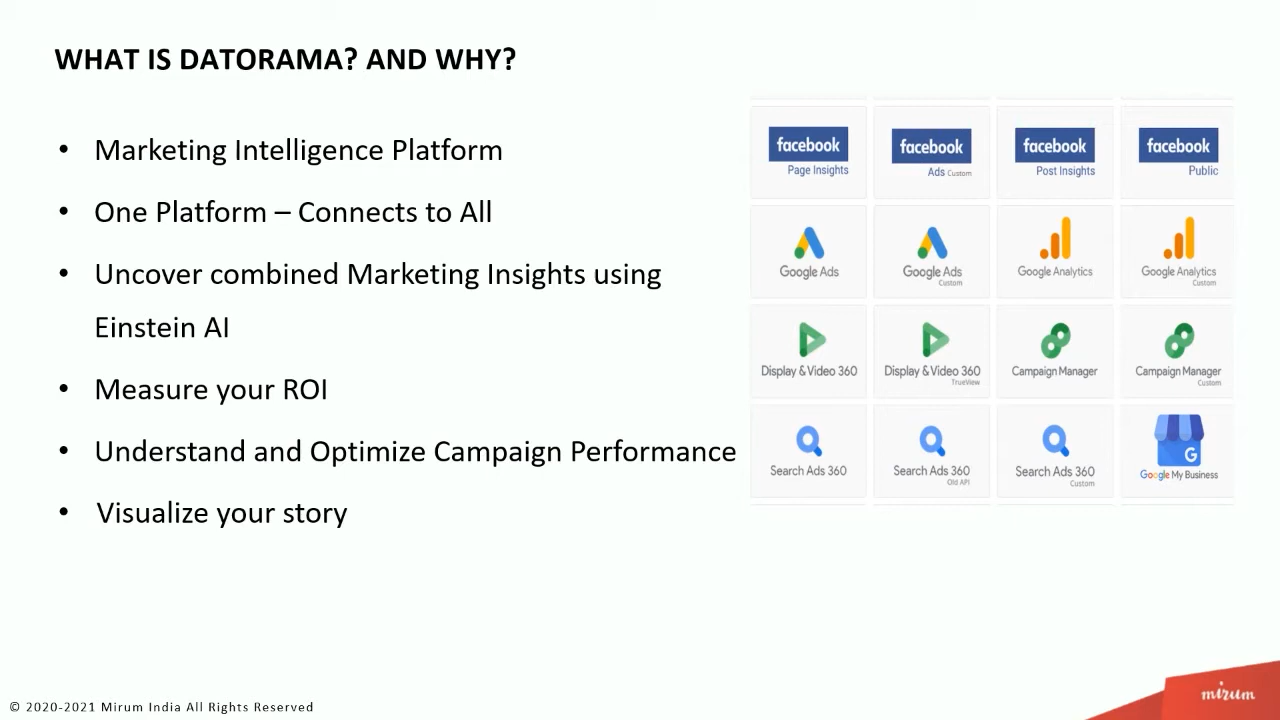 WHAT IS DATORAMA? AND WHY?
• Marketing Intelligence Platform
• One Platform – Connects to All
• Uncover combined Marketing Insights using
Einstein AI
• Measure your ROI
• Understand and Optimize Campaign Performance
• Visualize your story
facebook
Page Insights
facebook
Ads Custom
facebook
Post Insights
facebook
Public
Google Ads
Google Ads
Custom
Google Analytics
Google Analytics
Custom
Display & Video 360
Display & Video 360
TrueView
Campaign Manager
Campaign Manager
Custom
Search Ads 360
Search Ads 360
Old API
Search Ads 360
Custom
G
Google My Business
© 2020-2021 Mirum India All Rights Reserved
mirum